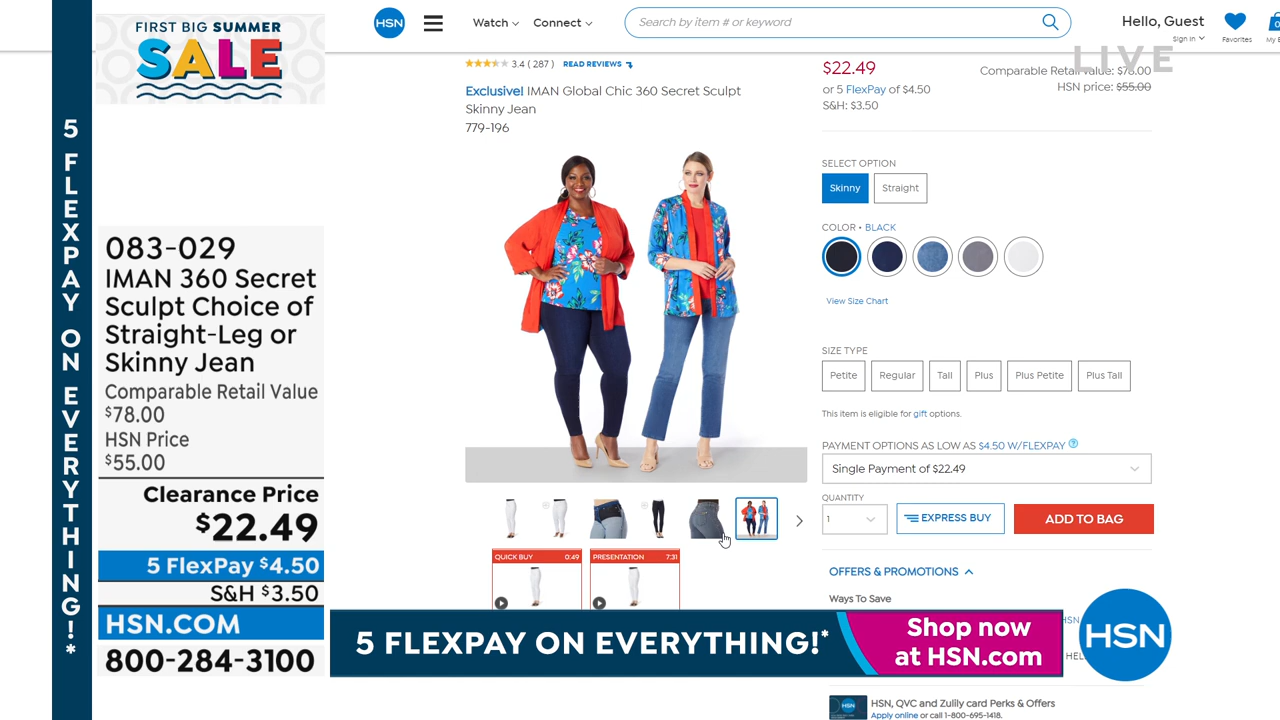 5 FLEXPAY ON EVERYTHING!*
FIRST BIG SUMMER
SALE
083-029
IMAN 360 Secret
Sculpt Choice of
Straight-Leg or
Skinny Jean
Comparable Retail Value
$78.00
HSN Price
$55.00
Clearance Price
$22.49
5 FlexPay $4.50
S&H $3.50
HSN.COM
800-284-3100
HSN
Watch
Connect
Search by item # or keyword
Hello, Guest
Sign In
Favorites
0
My B
LIVE
3.4 ( 287 )
READ REVIEWS
Exclusive! IMAN Global Chic 360 Secret Sculpt
Skinny Jean
779-196
$22.49
or 5 FlexPay of $4.50
S&H: $3.50
Comparable Retail Value: $78.00
HSN price: $55.00
SELECT OPTION
Skinny
Straight
COLOR • BLACK
View Size Chart
SIZE TYPE
Petite
Regular
Tall
Plus
Plus Petite
Plus Tall
This item is eligible for gift options.
PAYMENT OPTIONS AS LOW AS $4.50 W/FLEXPAY ?
Single Payment of $22.49
QUANTITY
1
EXPRESS BUY
ADD TO BAG
QUICK BUY 0:49
PRESENTATION 7:31
OFFERS & PROMOTIONS
Ways To Save
HSN
HEL
5 FLEXPAY ON EVERYTHING!*
Shop now
at HSN.com
HSN
HSN
HSN, QVC and Zulily card Perks & Offers
Apply online or call 1-800-695-1418.